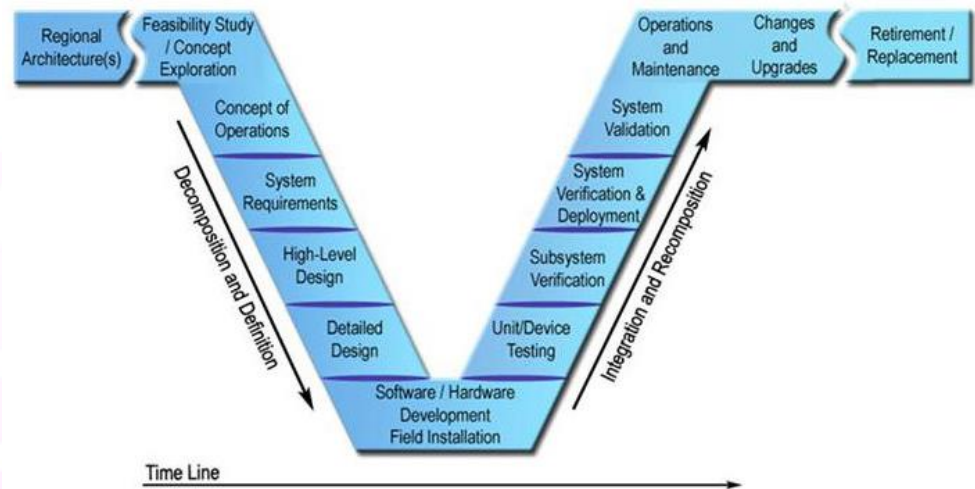 Regional
Architecture(s)
Feasibility Study
/ Concept
Exploration
Concept of
Operations
System
Requirements
High-Level
Design
Detailed
Design
Software / Hardware
Development
Field Installation
Unit/Device
Testing
Subsystem
Verification
System
Verification &
Deployment
System
Validation
Operations
and
Maintenance
Changes
and
Upgrades
Retirement /
Replacement
Decomposition and Definition
Integration and Recomposition
Time Line